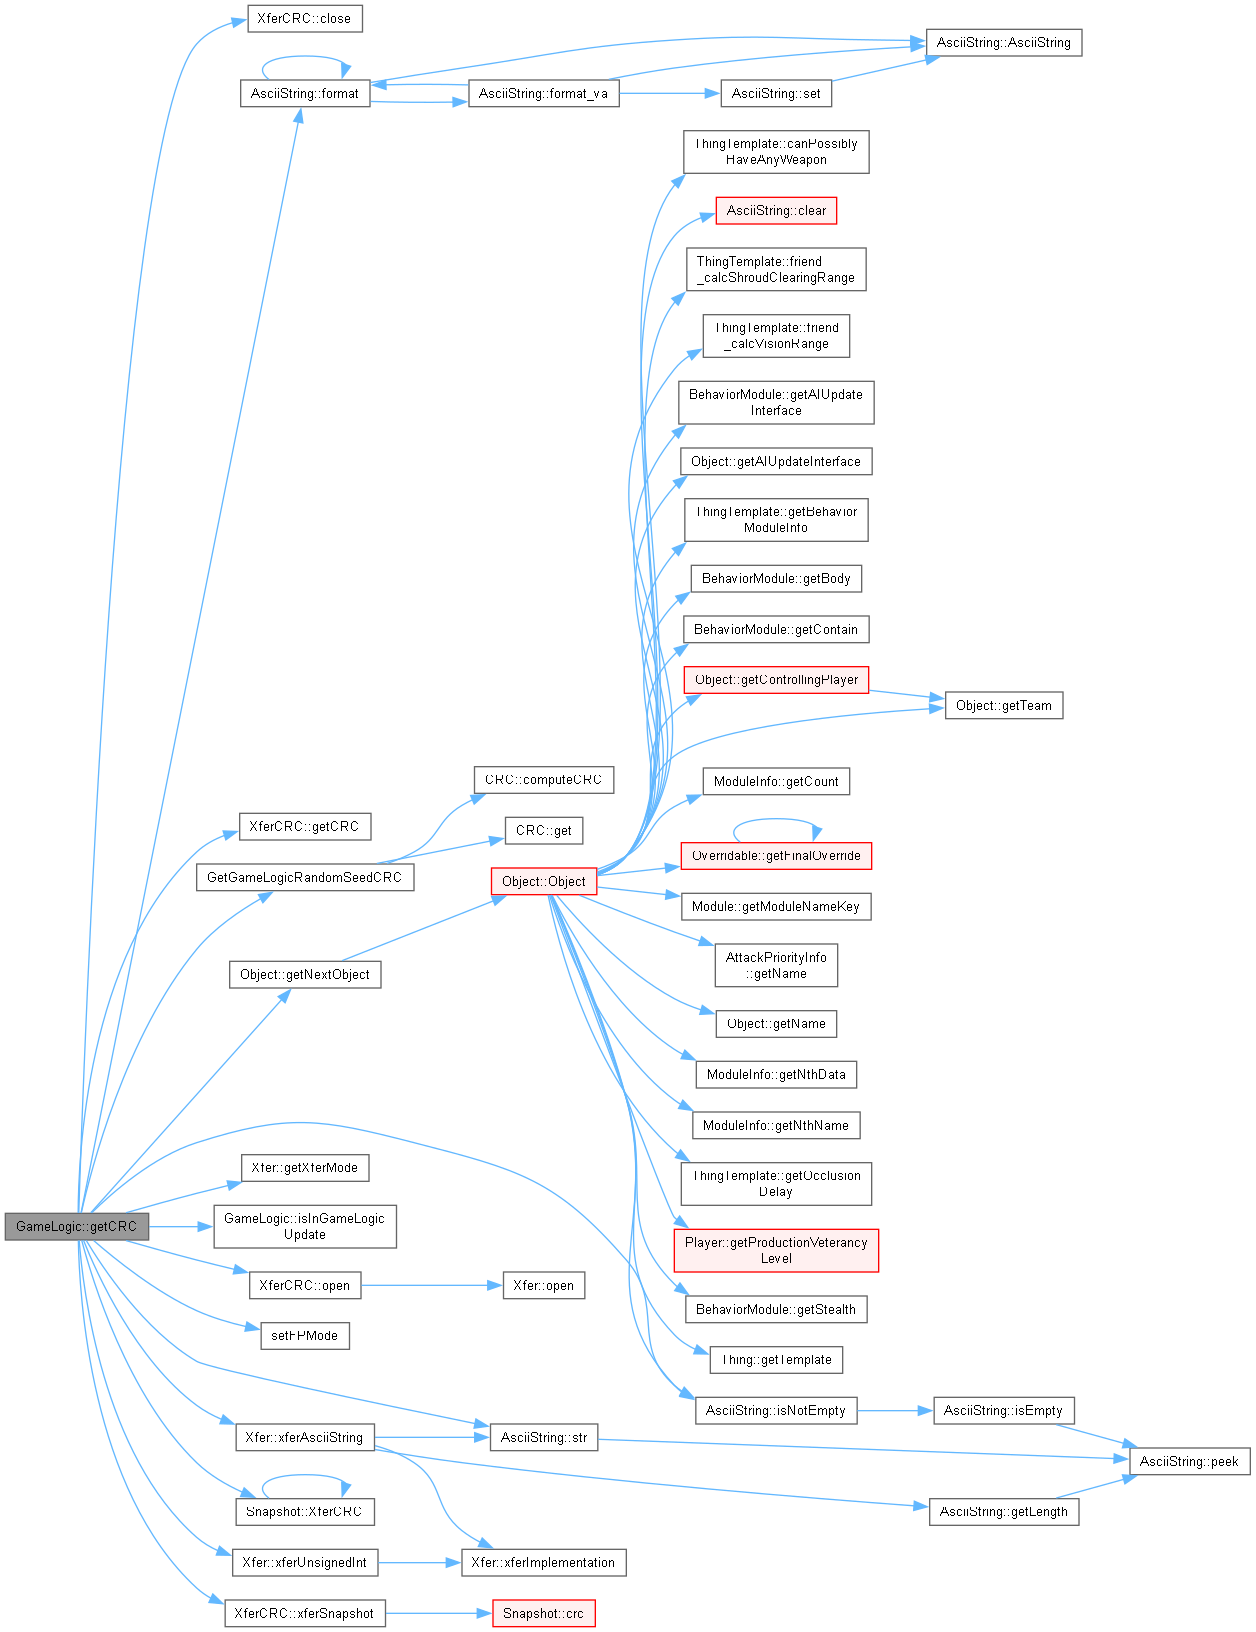 XferCRC::close
AsciiString::AsciiString
AsciiString::format
AsciiString::format_va
AsciiString::set
ThingTemplate::canPossibly
HaveAnyWeapon
AsciiString::clear
ThingTemplate::friend
_calcShroudClearingRange
ThingTemplate::friend
_calcVisionRange
BehaviorModule::getAIUpdate
Interface
Object::getAIUpdateInterface
ThingTemplate::getBehavior
ModuleInfo
BehaviorModule::getBody
BehaviorModule::getContain
Object::getControllingPlayer
Object::getTeam
CRC::computeCRC
ModuleInfo::getCount
XferCRC::getCRC
CRC::get
Overridable::getFinalOverride
GetGameLogicRandomSeedCRC
Object::Object
Module::getModuleNameKey
AttackPriorityInfo
::getName
Object::getNextObject
Object::getName
ModuleInfo::getNthData
ModuleInfo::getNthName
Xfer::getXferMode
ThingTemplate::getOcclusion
Delay
GameLogic::getCRC
GameLogic::isInGameLogic
Update
Player::getProductionVeterancy
Level
XferCRC::open
Xfer::open
BehaviorModule::getStealth
setFPMode
Thing::getTemplate
AsciiString::isNotEmpty
AsciiString::isEmpty
Xfer::xferAsciiString
AsciiString::str
AsciiString::peek
Snapshot::XferCRC
AsciiString::getLength
Xfer::xferUnsignedInt
Xfer::xferImplementation
XferCRC::xferSnapshot
Snapshot::crc